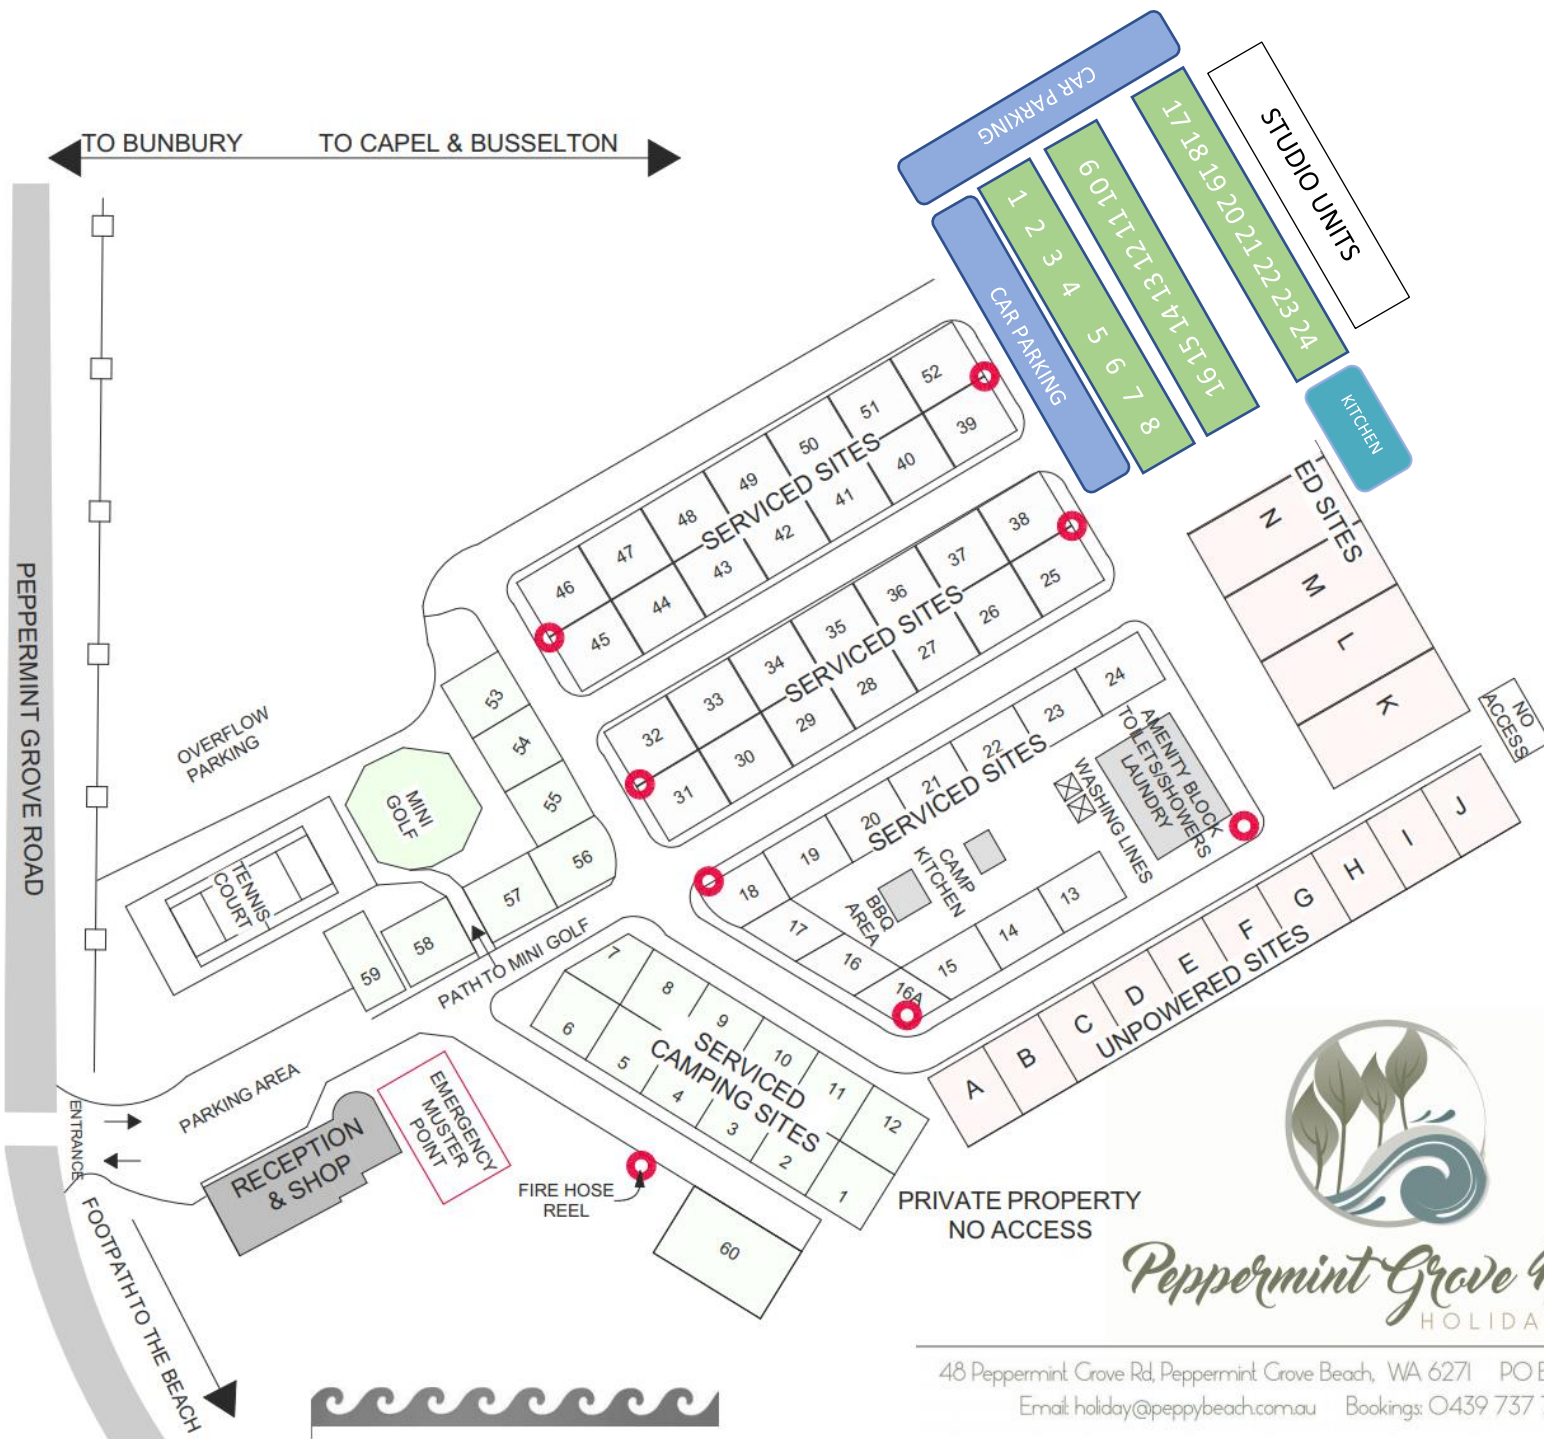 TO BUNBURY
TO CAPEL & BUSSELTON
PEPPERMINT GROVE ROAD
CAR PARKING
CAR PARKING
1 2 3 4 5 6 7 8
9 10 11 12 13 14 15 16
17 18 19 20 21 22 23 24
STUDIO UNITS
KITCHEN
46 47 48 49 50 51 52
SERVICED SITES
45 44 43 42 41 40 39
32 33 34 35 36 37 38
SERVICED SITES
31 30 29 28 27 26 25
18 19 20 21 22 23 24
SERVICED SITES
17
16
16A
15 14 13
AMENITY BLOCK
TOILETS/SHOWERS
LAUNDRY
WASHING LINES
CAMP
KITCHEN
BBQ
AREA
ED SITES
N
M
L
K
NO
ACCESS
A B C D E F G H I J
UNPOWERED SITES
OVERFLOW
PARKING
MINI
GOLF
TENNIS
COURT
53
54
55
56
57
58
59
PATH TO MINI GOLF
7 8 9 10 11 12
SERVICED
CAMPING SITES
6 5 4 3 2 1
60
PARKING AREA
ENTRANCE
RECEPTION
& SHOP
EMERGENCY
MUSTER
POINT
FIRE HOSE
REEL
FOOTPATH TO THE BEACH
PRIVATE PROPERTY
NO ACCESS
Peppermint Grove
HOLIDA
48 Peppermint Grove Rd, Peppermint Grove Beach, WA 6271 PO
Email: holiday@peppybeach.com.au Bookings: 0439 737